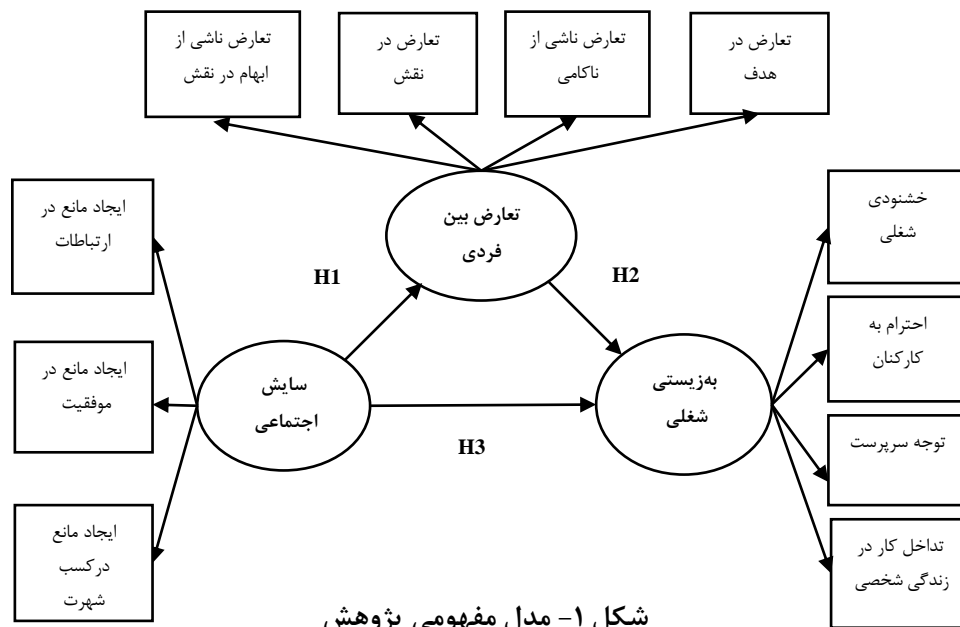 تعارض ناشی از
ابهام در نقش
تعارض در
نقش
تعارض ناشی از
ناکامی
تعارض در
هدف
تعارض بین
فردی
ایجاد مانع در
ارتباطات
ایجاد مانع در
موفقیت
ایجاد مانع
درکسب
شهرت
سایش
اجتماعی
به‌زیستی
شغلی
خشنودی
شغلی
احترام به
کارکنان
توجه سرپرست
تداخل کار در
زندگی شخصی
H1
H2
H3
شکل ۱- مدل مفهومی پژوهش